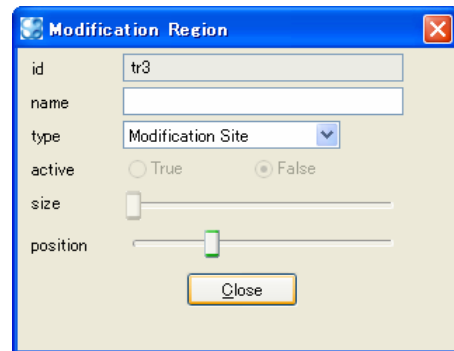 Modification Region
id tr3
name
type Modification Site
active True False
size
position
Close